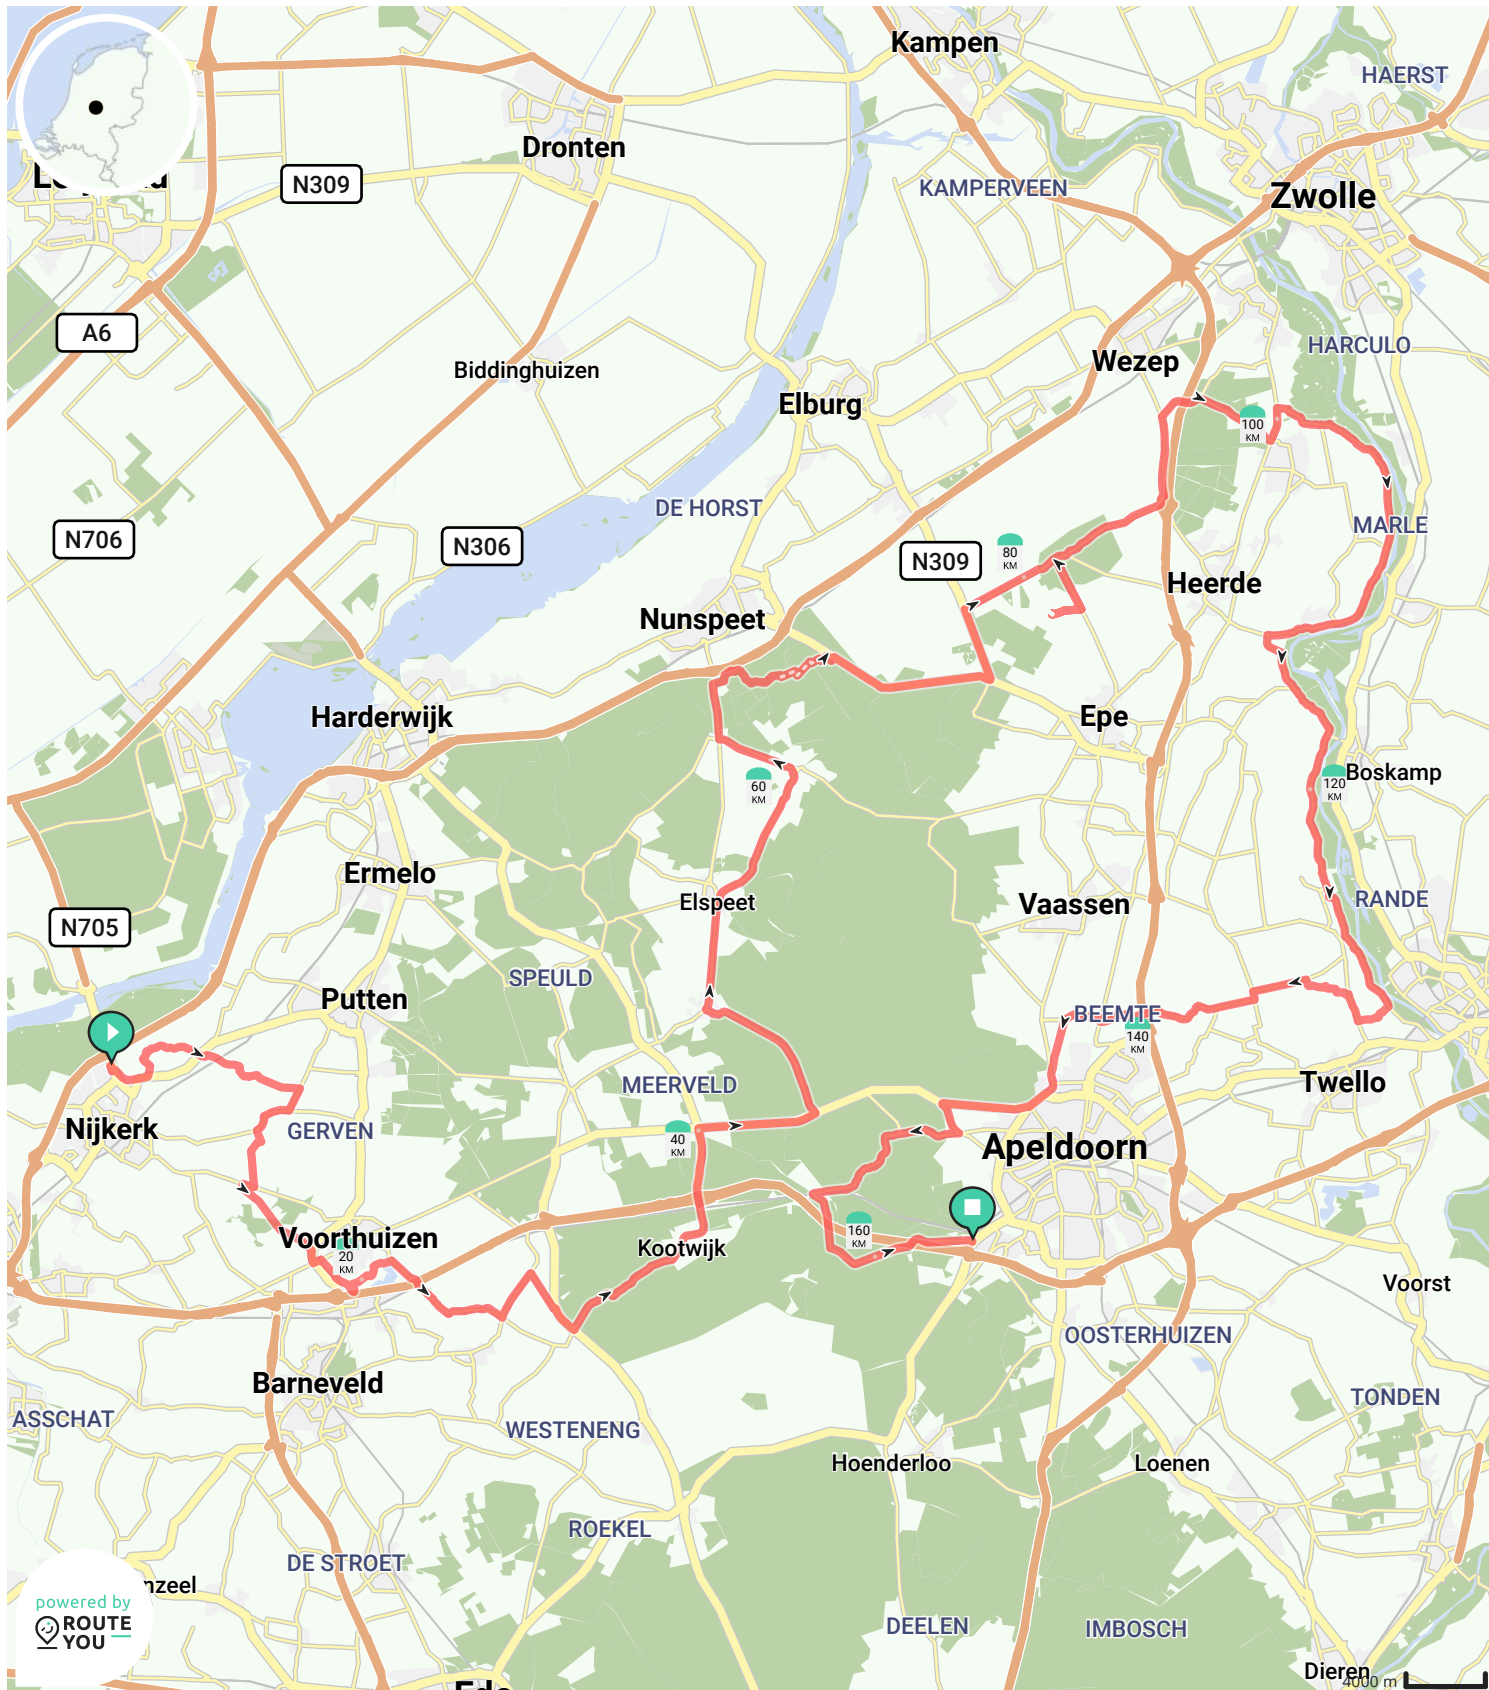 Kampen
HAERST
Dronten
N309
KAMPERVEEN
Zwolle
A6
HARCULO
Wezep
Biddinghuizen
Elburg
100
KM
DE HORST
MARLE
N706
N306
80
KM
N309
Heerde
Nunspeet
Harderwijk
Epe
60
KM
120
KM
Boskamp
Ermelo
Elspeet
Vaassen
RANDE
N705
SPEULD
Putten
BEEMTE
140
KM
MEERVELD
Twello
Nijkerk
GERVEN
40
KM
Apeldoorn
Voorthuizen
20
KM
Kootwijk
160
KM
Voorst
OOSTERHUIZEN
Barneveld
TONDEN
ASSCHAT
WESTENENG
Hoenderloo
Loenen
ROEKEL
DE STROET
nzeel
powered by
ROUTE
YOU
DEELEN
IMBOSCH
Dieren
4000 m